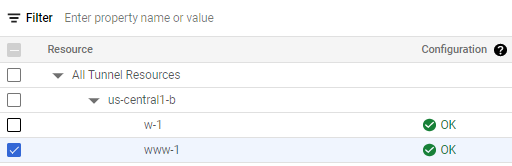 Filter Enter property name or value
Resource Configuration ?
All Tunnel Resources
us-central1-b
w-1 OK
www-1 OK